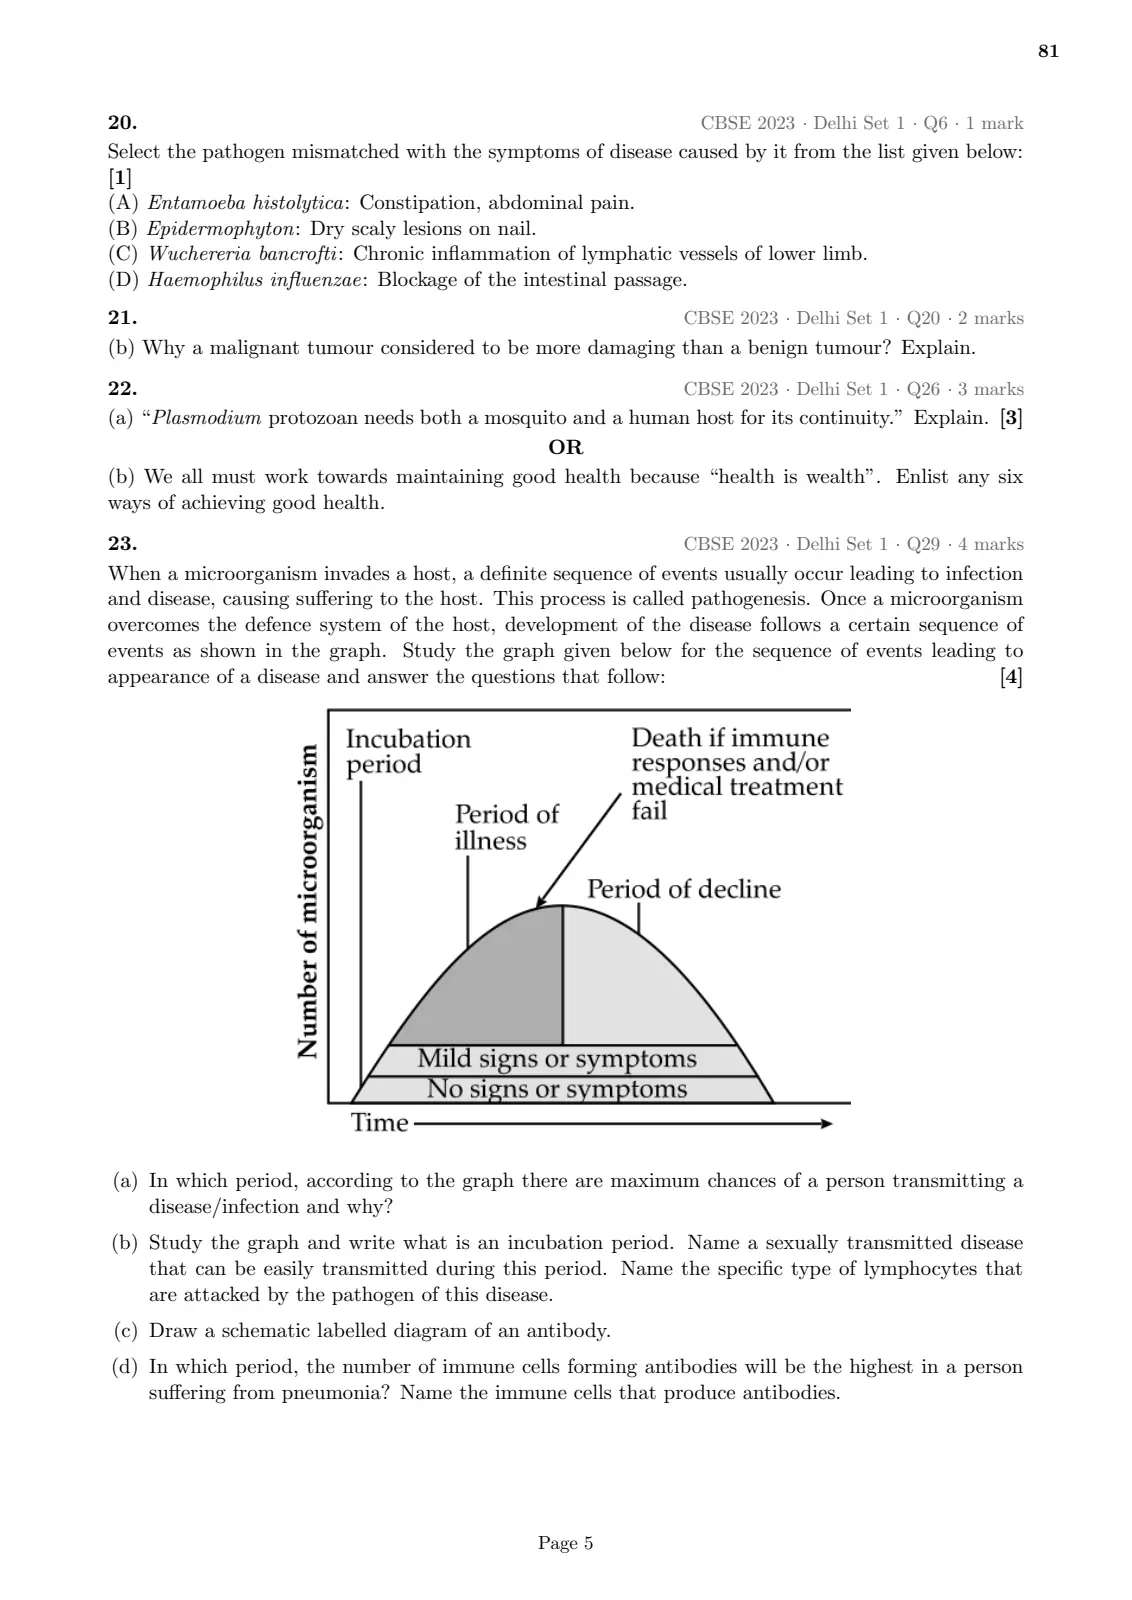 81
20. CBSE 2023 · Delhi Set 1 · Q6 · 1 mark
Select the pathogen mismatched with the symptoms of disease caused by it from the list given below:
[1]
(A) Entamoeba histolytica: Constipation, abdominal pain.
(B) Epidermophyton: Dry scaly lesions on nail.
(C) Wuchereria bancrofti: Chronic inflammation of lymphatic vessels of lower limb.
(D) Haemophilus influenzae: Blockage of the intestinal passage.
21. CBSE 2023 · Delhi Set 1 · Q20 · 2 marks
(b) Why a malignant tumour considered to be more damaging than a benign tumour? Explain.
22. CBSE 2023 · Delhi Set 1 · Q26 · 3 marks
(a) “Plasmodium protozoan needs both a mosquito and a human host for its continuity.” Explain. [3]
OR
(b) We all must work towards maintaining good health because “health is wealth”. Enlist any six
ways of achieving good health.
23. CBSE 2023 · Delhi Set 1 · Q29 · 4 marks
When a microorganism invades a host, a definite sequence of events usually occur leading to infection
and disease, causing suffering to the host. This process is called pathogenesis. Once a microorganism
overcomes the defence system of the host, development of the disease follows a certain sequence of
events as shown in the graph. Study the graph given below for the sequence of events leading to
appearance of a disease and answer the questions that follow: [4]
Number of microorganism
Incubation
period
Period of
illness
Death if immune
responses and/or
medical treatment
fail
Period of decline
Mild signs or symptoms
No signs or symptoms
Time
(a) In which period, according to the graph there are maximum chances of a person transmitting a
disease/infection and why?
(b) Study the graph and write what is an incubation period. Name a sexually transmitted disease
that can be easily transmitted during this period. Name the specific type of lymphocytes that
are attacked by the pathogen of this disease.
(c) Draw a schematic labelled diagram of an antibody.
(d) In which period, the number of immune cells forming antibodies will be the highest in a person
suffering from pneumonia? Name the immune cells that produce antibodies.
Page 5